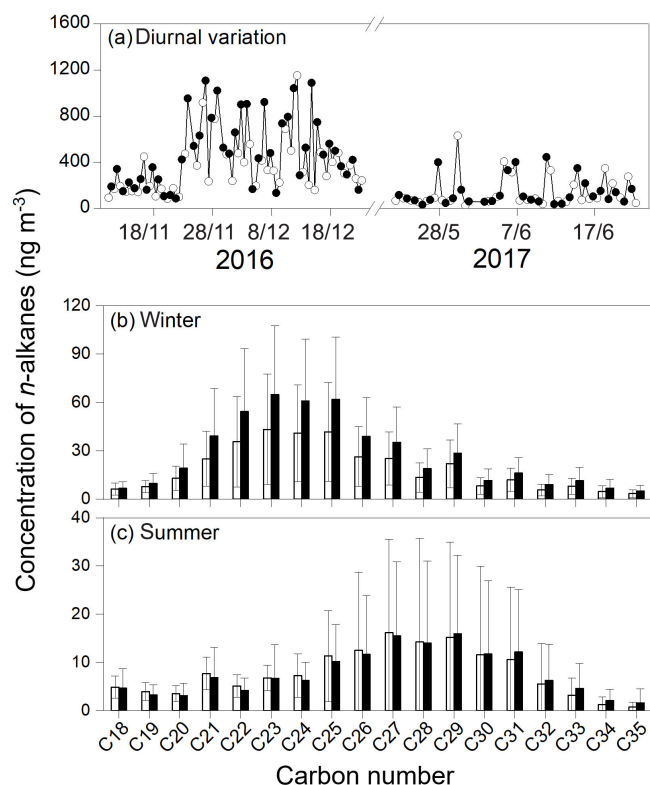 Concentration of n-alkanes (ng m-3)
(a) Diurnal variation
1600
1200
800
400
0
18/11 28/11 8/12 18/12 28/5 7/6 17/6
2016 2017
(b) Winter
120
90
60
30
0
(c) Summer
40
30
20
10
0
C18 C19 C20 C21 C22 C23 C24 C25 C26 C27 C28 C29 C30 C31 C32 C33 C34 C35
Carbon number